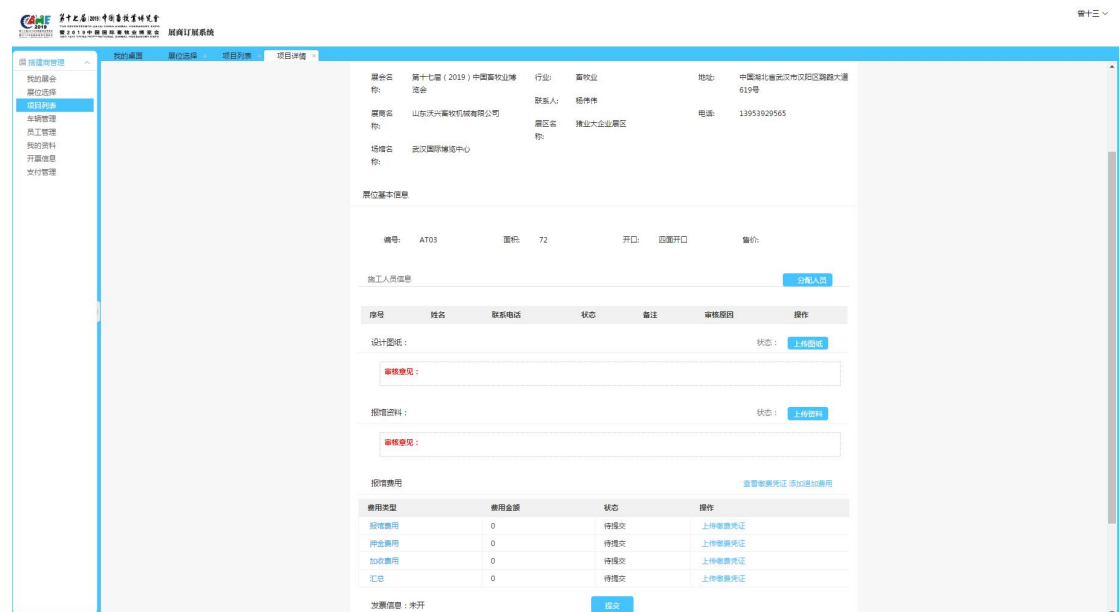 CAHE
2019
第十七届(2019)中国畜牧业博览会
暨2019中国国际畜牧业博览会
展商订展系统
曾十三
搭建商管理
我的展会
展位选择
项目列表
车辆管理
员工管理
我的资料
开票信息
支付管理
我的桌面 展位选择 × 项目列表 × 项目详情 ×
展会名称: 第十七届(2019)中国畜牧业博览会 行业: 畜牧业 地址: 中国湖北省武汉市汉阳区鹦鹉大道619号
联系人: 杨伟伟
展商名称: 山东沃兴畜牧机械有限公司 电话: 13953929565
展区名称: 猪业大企业展区
场馆名称: 武汉国际博览中心
展位基本信息
编号: AT03 面积: 72 开口: 四面开口 售价:
施工人员信息 分配人员
序号 姓名 联系电话 状态 备注 审核原因 操作
设计图纸: 状态: 上传图纸
审核意见:
报馆资料: 状态: 上传资料
审核意见:
报馆费用 查看缴费凭证 添加追加费用
费用类型 费用金额 状态 操作
报馆费用 0 待提交 上传缴费凭证
押金费用 0 待提交 上传缴费凭证
加收费用 0 待提交 上传缴费凭证
汇总 0 待提交 上传缴费凭证
发票信息:未开 提交